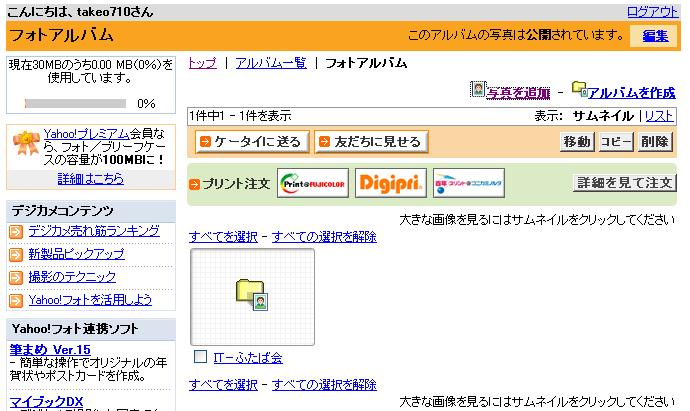 こんにちは、takeo710さん
ログアウト
フォトアルバム
このアルバムの写真は公開されています。
編集
現在30MBのうち0.00 MB(0%)を
使用しています。
0%
Yahoo!プレミアム会員な
ら、フォト／ブリーフケー
スの容量が100MBに！
詳細はこちら
デジカメコンテンツ
デジカメ売れ筋ランキング
新製品ピックアップ
撮影のテクニック
Yahoo!フォトを活用しよう
Yahoo!フォト連携ソフト
筆まめ Ver.15
- 簡単な操作でオリジナルの年
賀状やポストカードを作成。
マイブックDX
トップ | アルバム一覧 | フォトアルバム
写真を追加 - アルバムを作成
1件中1 - 1件を表示
表示： サムネイル | リスト
ケータイに送る
友だちに見せる
移動
コピー
削除
プリント注文
Print@FUJICOLOR
Digipri.
百年プリント@コニカミノルタ
詳細を見て注文
大きな画像を見るにはサムネイルをクリックしてください
すべてを選択 - すべての選択を解除
IT－ふたば会
すべてを選択 - すべての選択を解除
大きな画像を見るにはサムネイルをクリックしてください